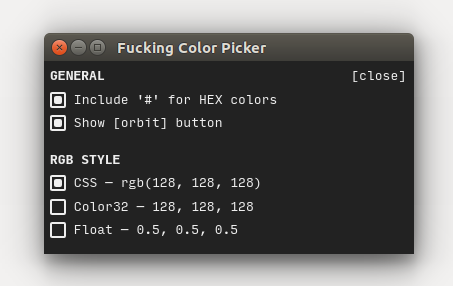 Fucking Color Picker
GENERAL [close]
Include '#' for HEX colors
Show [orbit] button
RGB STYLE
CSS — rgb(128, 128, 128)
Color32 — 128, 128, 128
Float — 0.5, 0.5, 0.5